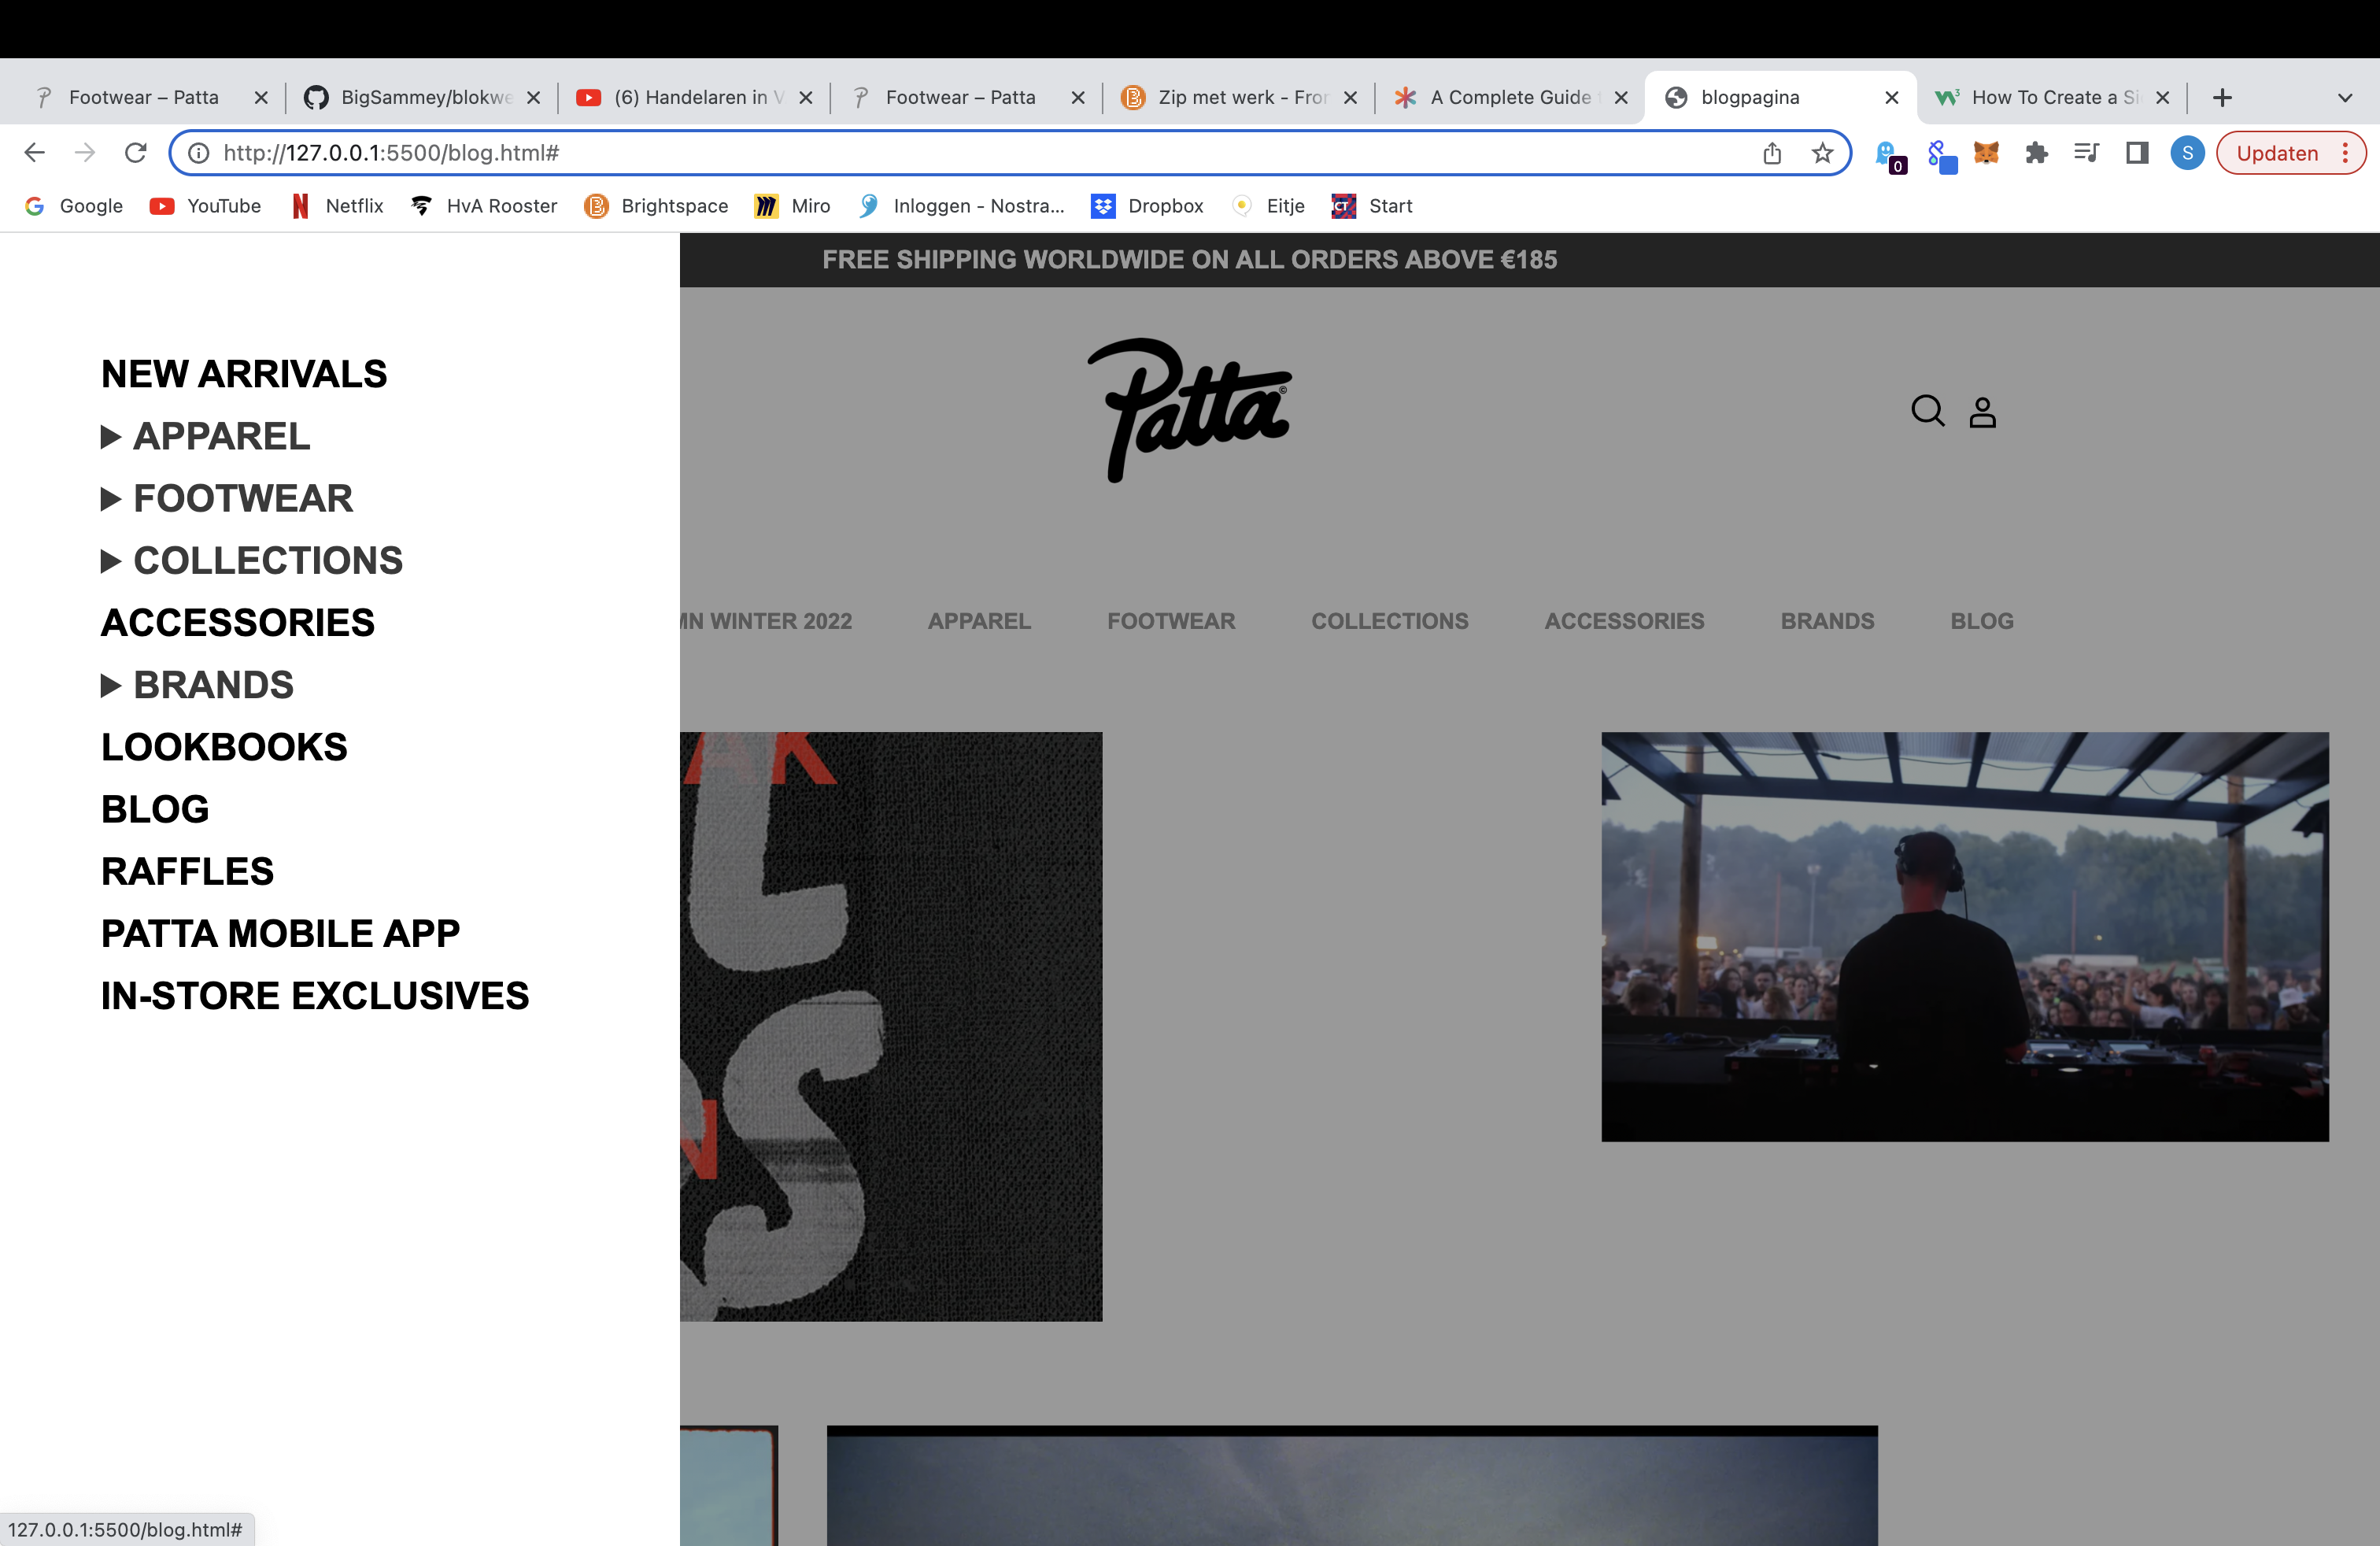 Footwear – Patta
BigSammey/blokwe
(6) Handelaren in V
Footwear – Patta
Zip met werk - Fron
A Complete Guide
blogpagina
How To Create a Si
http://127.0.0.1:5500/blog.html#
0
S
Updaten
Google
YouTube
Netflix
HvA Rooster
Brightspace
Miro
Inloggen - Nostra...
Dropbox
Eitje
CT
Start
FREE SHIPPING WORLDWIDE ON ALL ORDERS ABOVE €185
Patta©
MN WINTER 2022
APPAREL
FOOTWEAR
COLLECTIONS
ACCESSORIES
BRANDS
BLOG
NEW ARRIVALS
APPAREL
FOOTWEAR
COLLECTIONS
ACCESSORIES
BRANDS
LOOKBOOKS
BLOG
RAFFLES
PATTA MOBILE APP
IN-STORE EXCLUSIVES
AK
L
N
S
127.0.0.1:5500/blog.html#